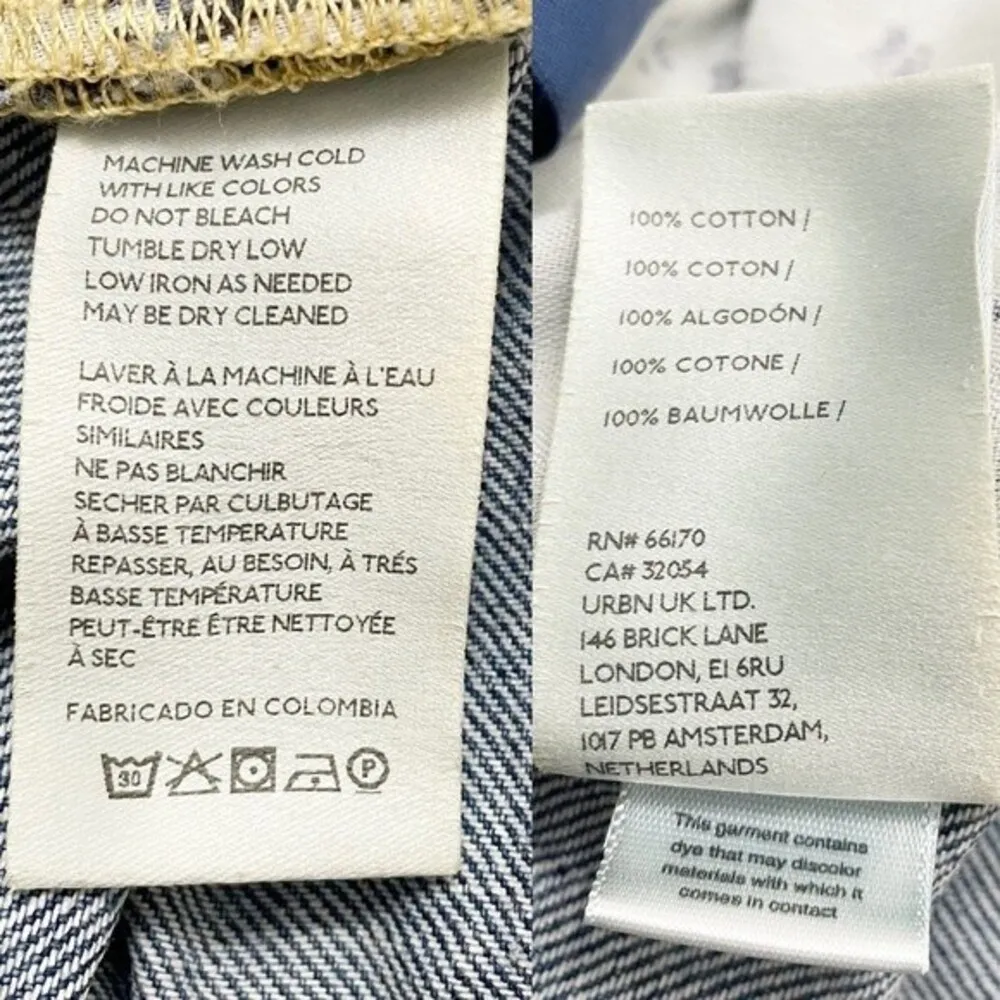 MACHINE WASH COLD
WITH LIKE COLORS
DO NOT BLEACH
TUMBLE DRY LOW
LOW IRON AS NEEDED
MAY BE DRY CLEANED
LAVER À LA MACHINE À L'EAU
FROIDE AVEC COULEURS
SIMILAIRES
NE PAS BLANCHIR
SECHER PAR CULBUTAGE
À BASSE TEMPERATURE
REPASSER, AU BESOIN, À TRÉS
BASSE TEMPÉRATURE
PEUT-ÊTRE ÊTRE NETTOYÉE
À SEC
FABRICADO EN COLOMBIA
30 P
100% COTTON /
100% COTON /
100% ALGODÓN /
100% COTONE /
100% BAUMWOLLE /
RN# 66170
CA# 32054
URBN UK LTD.
146 BRICK LANE
LONDON, E1 6RU
LEIDSESTRAAT 32,
1017 PB AMSTERDAM,
NETHERLANDS
This garment contains
dye that may discolor
materials with which it
comes in contact